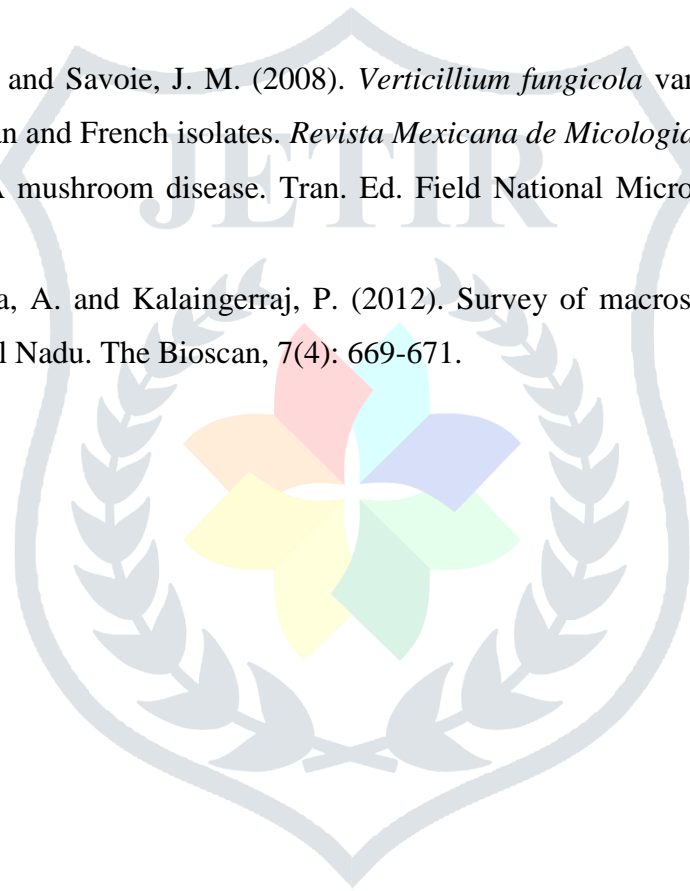 and Savoie, J. M. (2008). Verticillium fungicola var
an and French isolates. Revista Mexicana de Micologia
A mushroom disease. Tran. Ed. Field National Micro
JETIR
a, A. and Kalaingerraj, P. (2012). Survey of macros
l Nadu. The Bioscan, 7(4): 669-671.